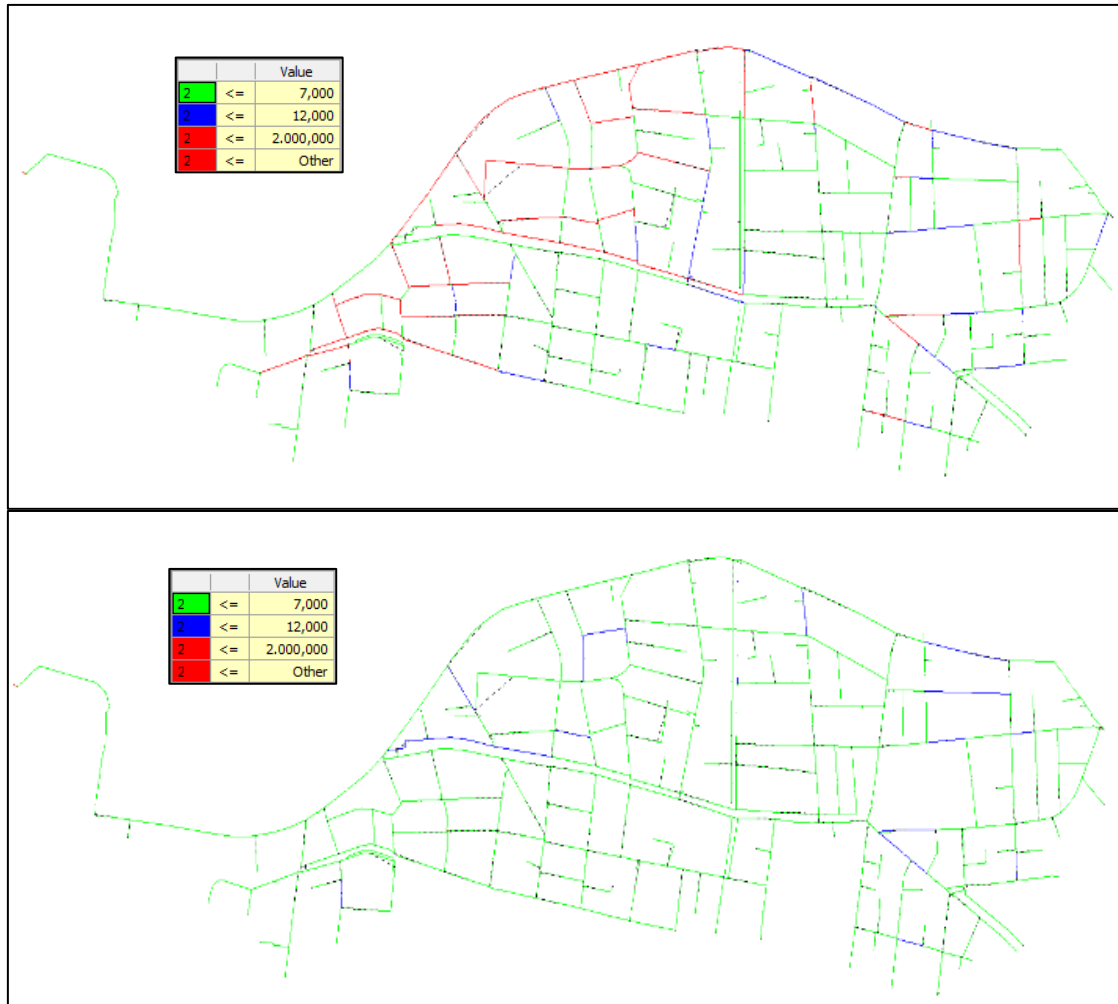 Value
2 <= 7,000
2 <= 12,000
2 <= 2.000,000
2 <= Other
Value
2 <= 7,000
2 <= 12,000
2 <= 2.000,000
2 <= Other